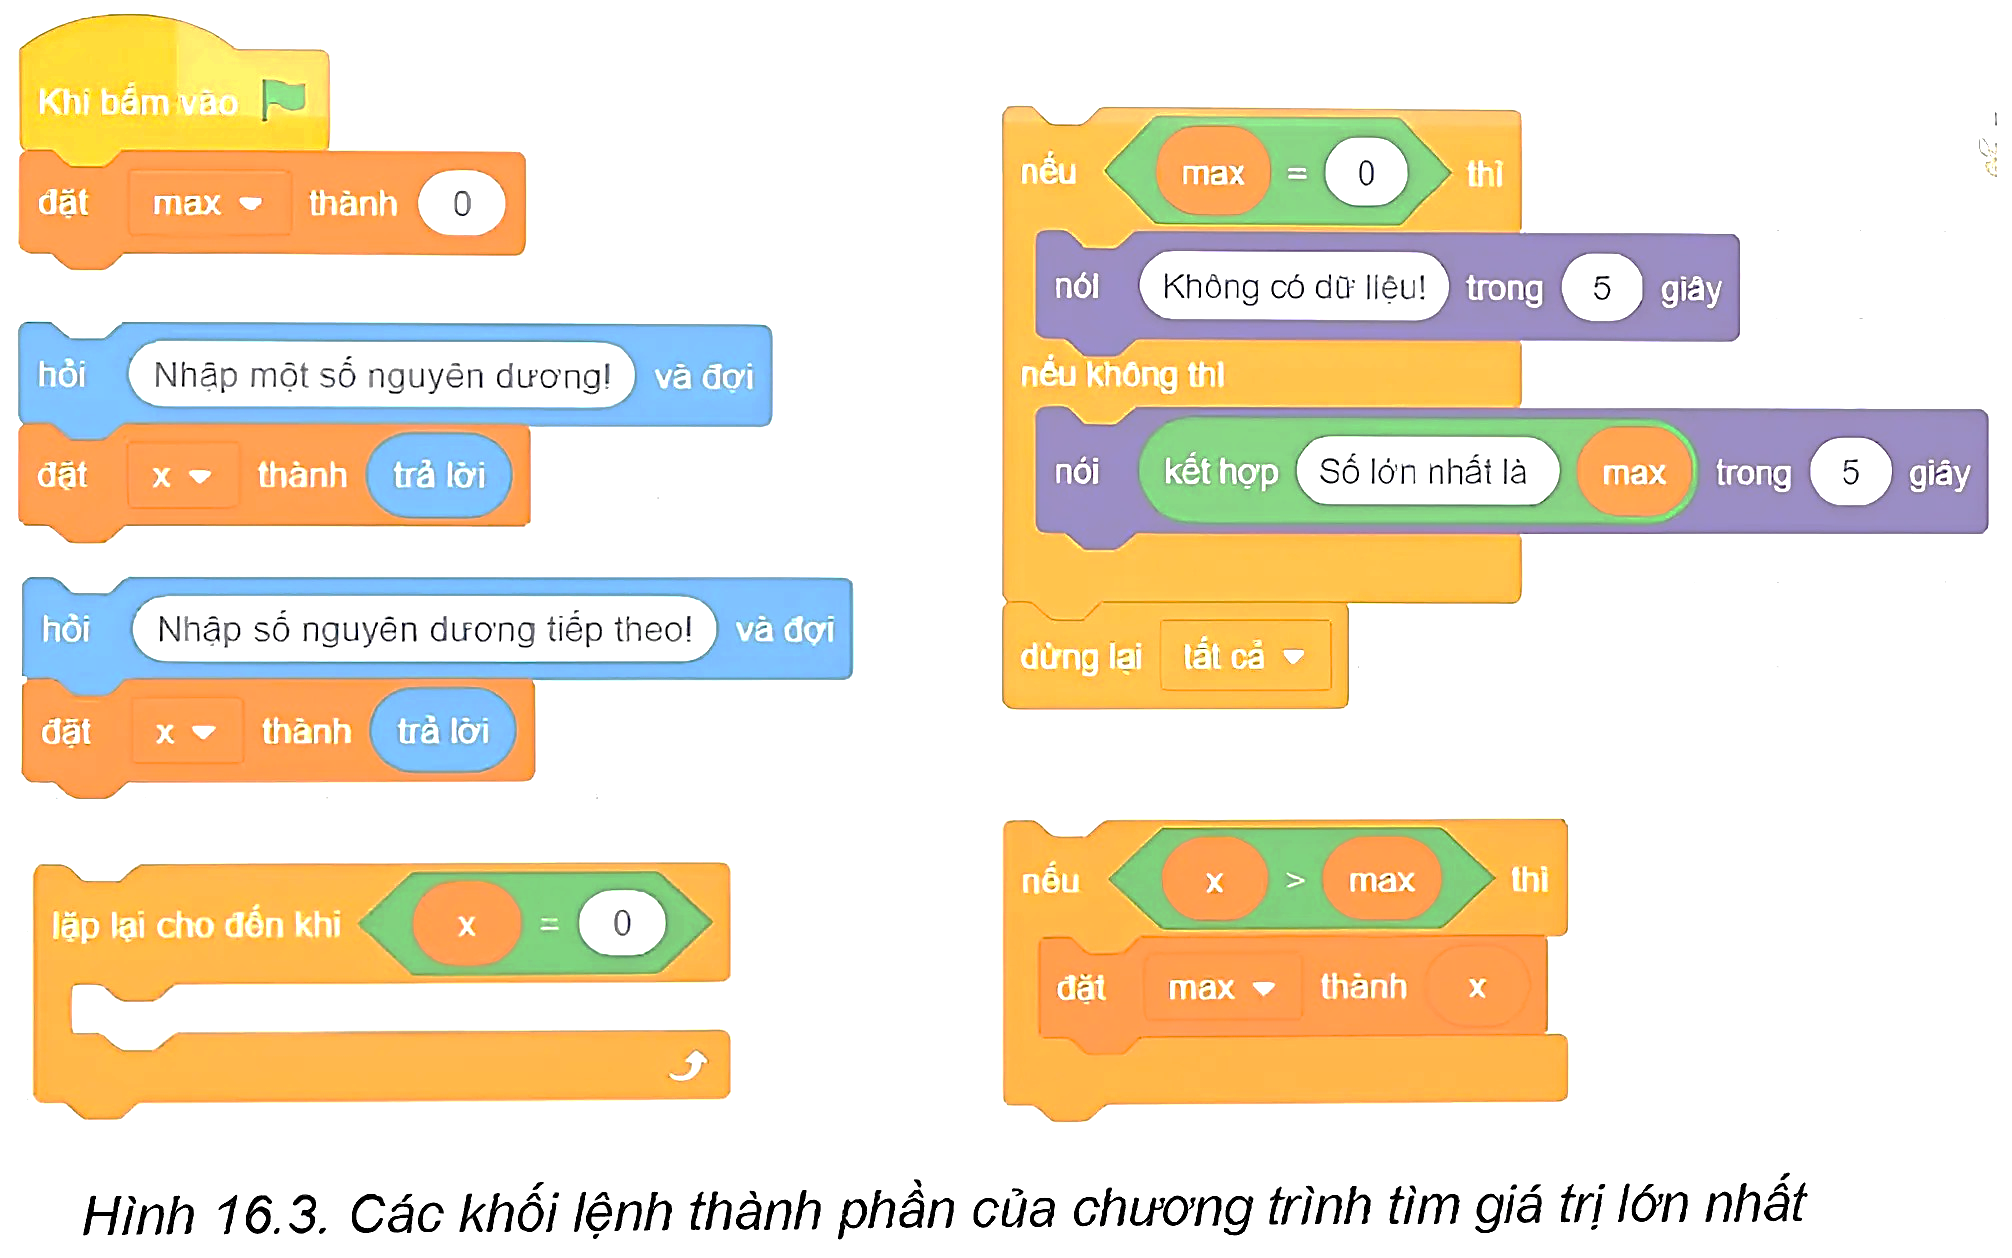 Khi bấm vào
đặt max thành 0
hỏi Nhập một số nguyên dương! và đợi
đặt x thành trả lời
hỏi Nhập số nguyên dương tiếp theo! và đợi
đặt x thành trả lời
lặp lại cho đến khi x = 0
nếu max = 0 thì
nói Không có dữ liệu! trong 5 giây
nếu không thì
nói kết hợp Số lớn nhất là max trong 5 giây
dừng lại tất cả
nếu x > max thì
đặt max thành x
Hình 16.3. Các khối lệnh thành phần của chương trình tìm giá trị lớn nhất